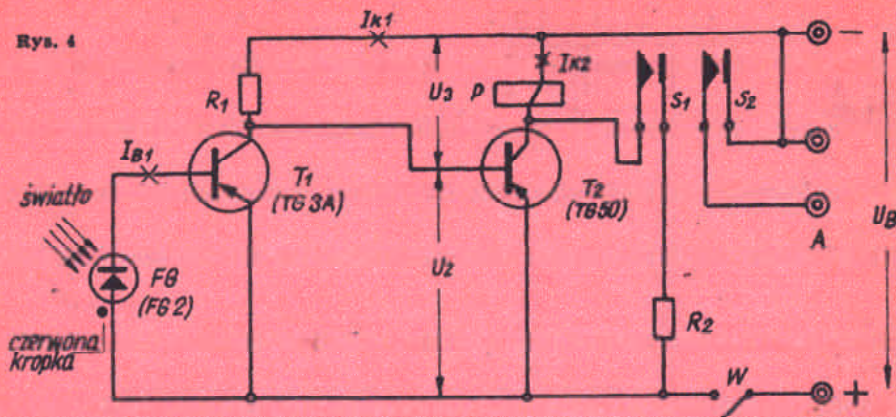 Rys. 4
IK1
−
R1
U3
P
IK2
S1
S2
IB1
T1
(TG 3A)
T2
(TG50)
światło
FG
(FG 2)
czerwona
kropka
U2
R2
A
UB
W
+